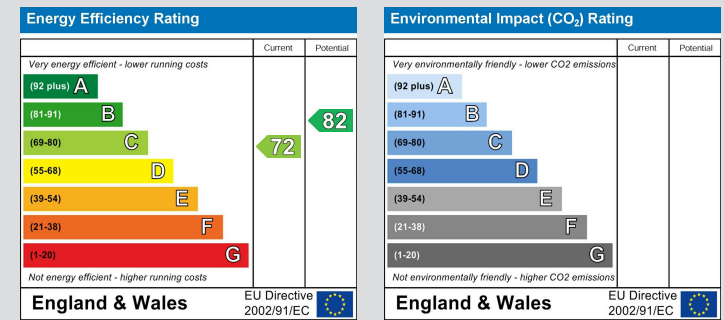 Energy Efficiency Rating
Current Potential
Very energy efficient - lower running costs
(92 plus) A
(81-91) B
(69-80) C
(55-68) D
(39-54) E
(21-38) F
(1-20) G
72
82
Not energy efficient - higher running costs
England & Wales
EU Directive
2002/91/EC
Environmental Impact (CO₂) Rating
Current Potential
Very environmentally friendly - lower CO2 emissions
(92 plus) A
(81-91) B
(69-80) C
(55-68) D
(39-54) E
(21-38) F
(1-20) G
Not environmentally friendly - higher CO2 emissions
England & Wales
EU Directive
2002/91/EC